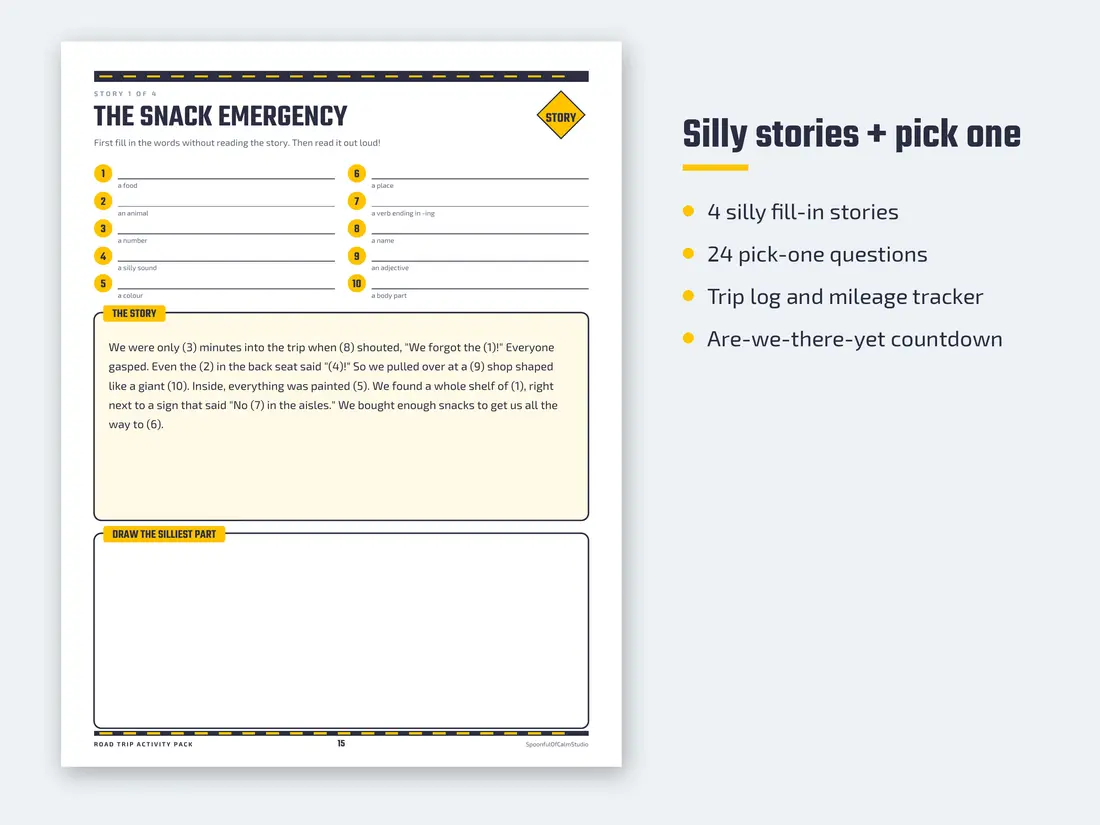 STORY 1 OF 4
THE SNACK EMERGENCY
STORY
First fill in the words without reading the story. Then read it out loud!
1
a food
2
an animal
3
a number
4
a silly sound
5
a colour
6
a place
7
a verb ending in -ing
8
a name
9
an adjective
10
a body part
THE STORY
We were only (3) minutes into the trip when (8) shouted, "We forgot the (1)!" Everyone
gasped. Even the (2) in the back seat said "(4)!" So we pulled over at a (9) shop shaped
like a giant (10). Inside, everything was painted (5). We found a whole shelf of (1), right
next to a sign that said "No (7) in the aisles." We bought enough snacks to get us all the
way to (6).
DRAW THE SILLIEST PART
ROAD TRIP ACTIVITY PACK
15
SpoonfulOfCalmStudio
Silly stories + pick one
4 silly fill-in stories
24 pick-one questions
Trip log and mileage tracker
Are-we-there-yet countdown